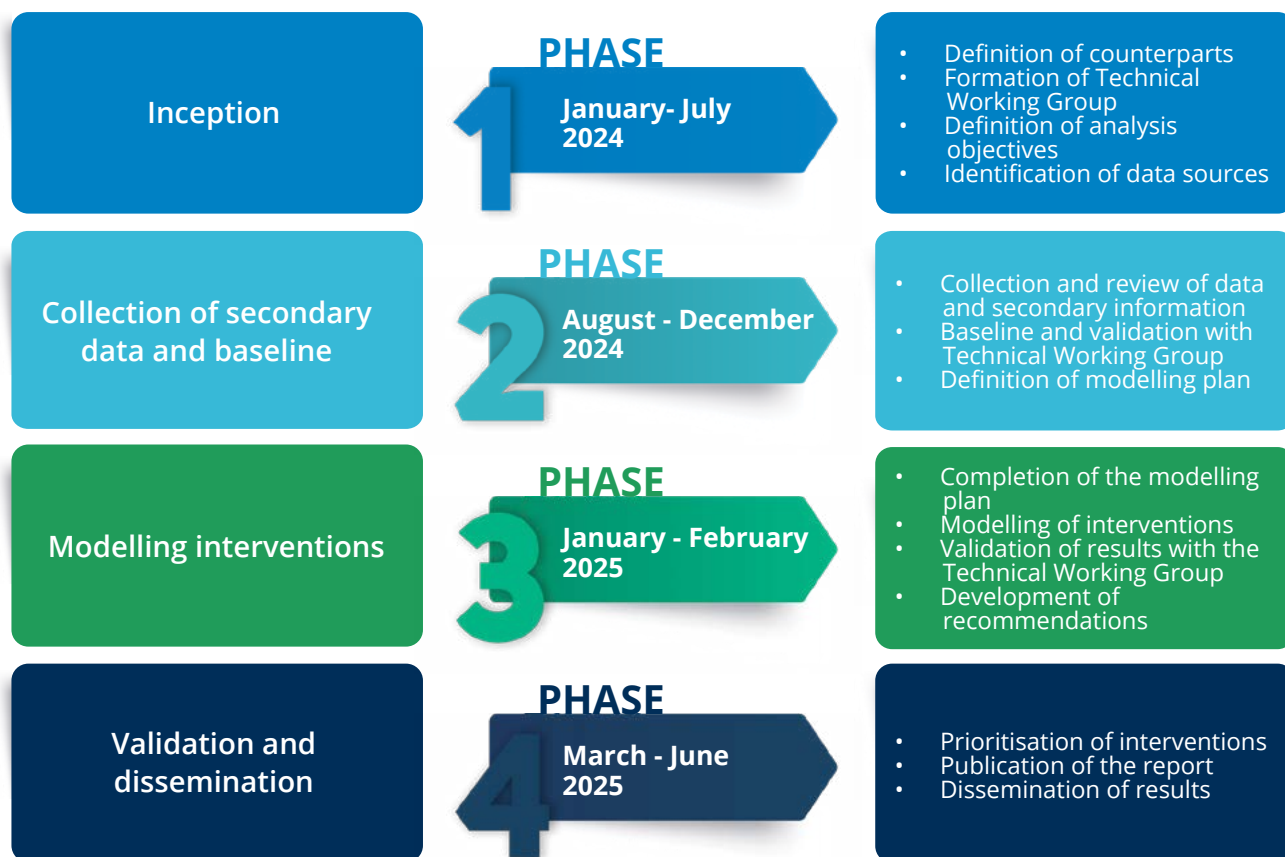 Inception
PHASE
1
January- July
2024
• Definition of counterparts
• Formation of Technical
Working Group
• Definition of analysis
objectives
• Identification of data sources
Collection of secondary
data and baseline
PHASE
2
August - December
2024
• Collection and review of data
and secondary information
• Baseline and validation with
Technical Working Group
• Definition of modelling plan
Modelling interventions
PHASE
3
January - February
2025
• Completion of the modelling
plan
• Modelling of interventions
• Validation of results with the
Technical Working Group
• Development of
recommendations
Validation and
dissemination
PHASE
4
March - June
2025
• Prioritisation of interventions
• Publication of the report
• Dissemination of results